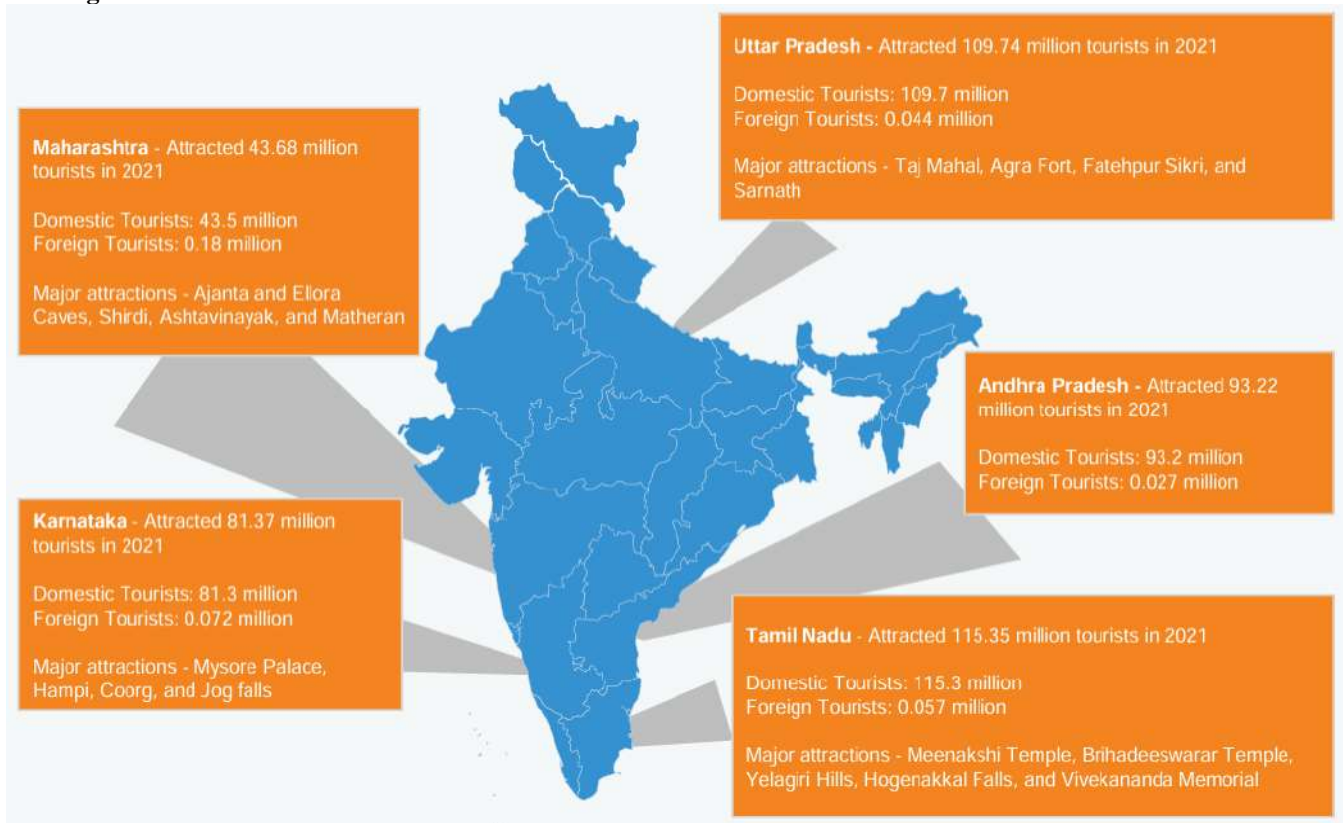 Uttar Pradesh - Attracted 109.74 million tourists in 2021
Domestic Tourists: 109.7 million
Foreign Tourists: 0.044 million
Major attractions - Taj Mahal, Agra Fort, Fatehpur Sikri, and
Sarnath
Maharashtra - Attracted 43.68 million
tourists in 2021
Domestic Tourists: 43.5 million
Foreign Tourists: 0.18 million
Major attractions - Ajanta and Ellora
Caves, Shirdi, Ashtavinayak, and Matheran
Andhra Pradesh - Attracted 93.22
million tourists in 2021
Domestic Tourists: 93.2 million
Foreign Tourists: 0.027 million
Karnataka - Attracted 81.37 million
tourists in 2021
Domestic Tourists: 81.3 million
Foreign Tourists: 0.072 million
Major attractions - Mysore Palace,
Hampi, Coorg, and Jog falls
Tamil Nadu - Attracted 115.35 million tourists in 2021
Domestic Tourists: 115.3 million
Foreign Tourists: 0.057 million
Major attractions - Meenakshi Temple, Brihadeeswarar Temple,
Yelagiri Hills, Hogenakkal Falls, and Vivekananda Memorial